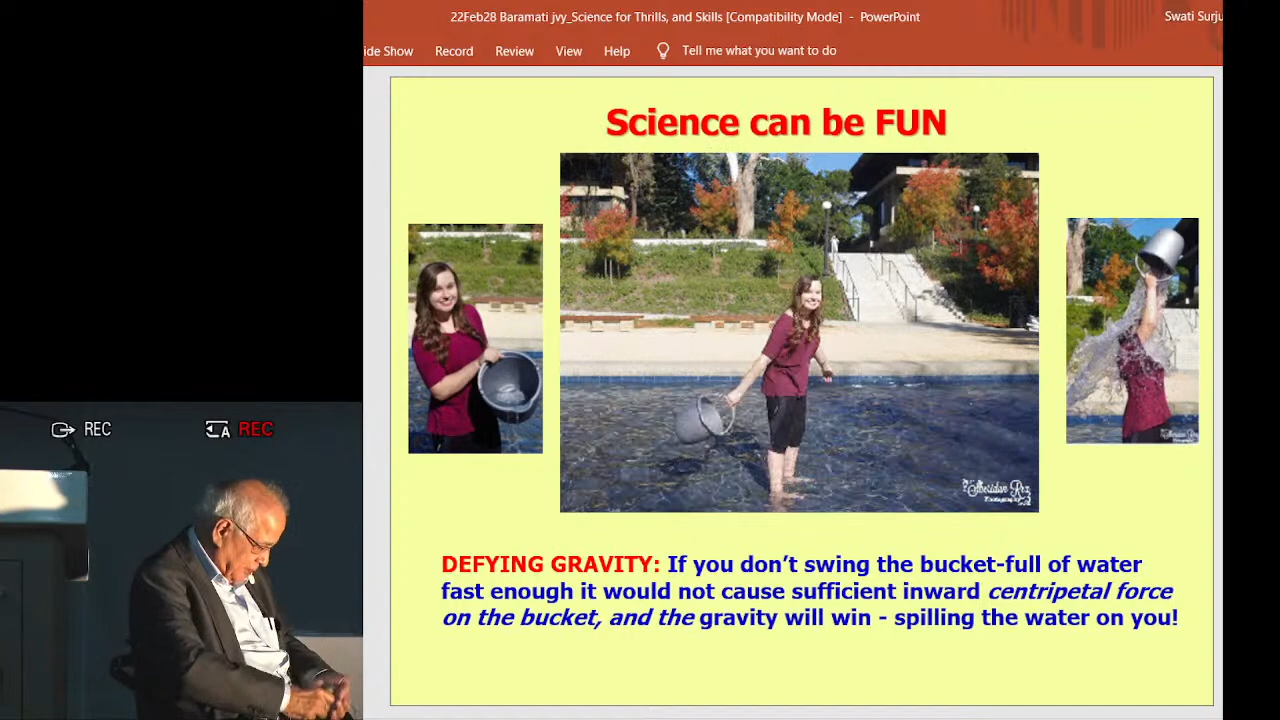 22Feb28 Baramati jvy_Science for Thrills, and Skills [Compatibility Mode] - PowerPoint
Swati Surju
ide Show Record Review View Help Tell me what you want to do
Science can be FUN
REC
A REC
DEFYING GRAVITY: If you don't swing the bucket-full of water
fast enough it would not cause sufficient inward centripetal force
on the bucket, and the gravity will win - spilling the water on you!